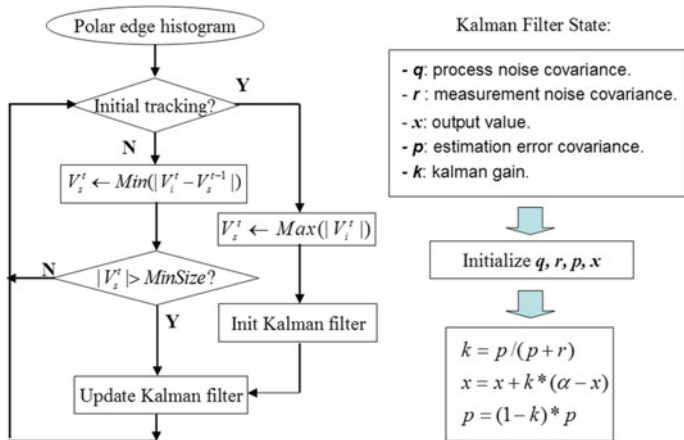 Polar edge histogram
Y
Initial tracking?
N
V_s^t ← Min(| V_i^t − V_s^{t−1} |)
V_s^t ← Max(| V_i^t |)
N
| V_s^t |> MinSize?
Y
Init Kalman filter
Update Kalman filter
Kalman Filter State:
- q: process noise covariance.
- r : measurement noise covariance.
- x: output value.
- p: estimation error covariance.
- k: kalman gain.
Initialize q, r, p, x
k = p/(p+r)
x = x + k*(α − x)
p = (1−k)* p